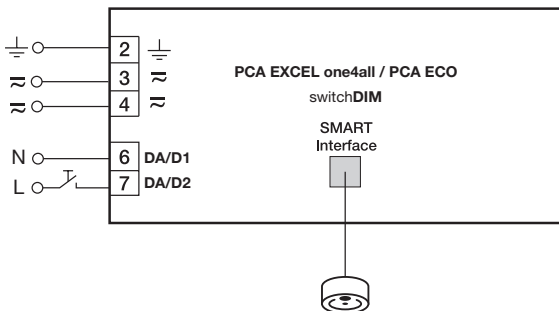 2
3
4
PCA EXCEL one4all / PCA ECO
switchDIM
SMART
Interface
N 6 DA/D1
L 7 DA/D2